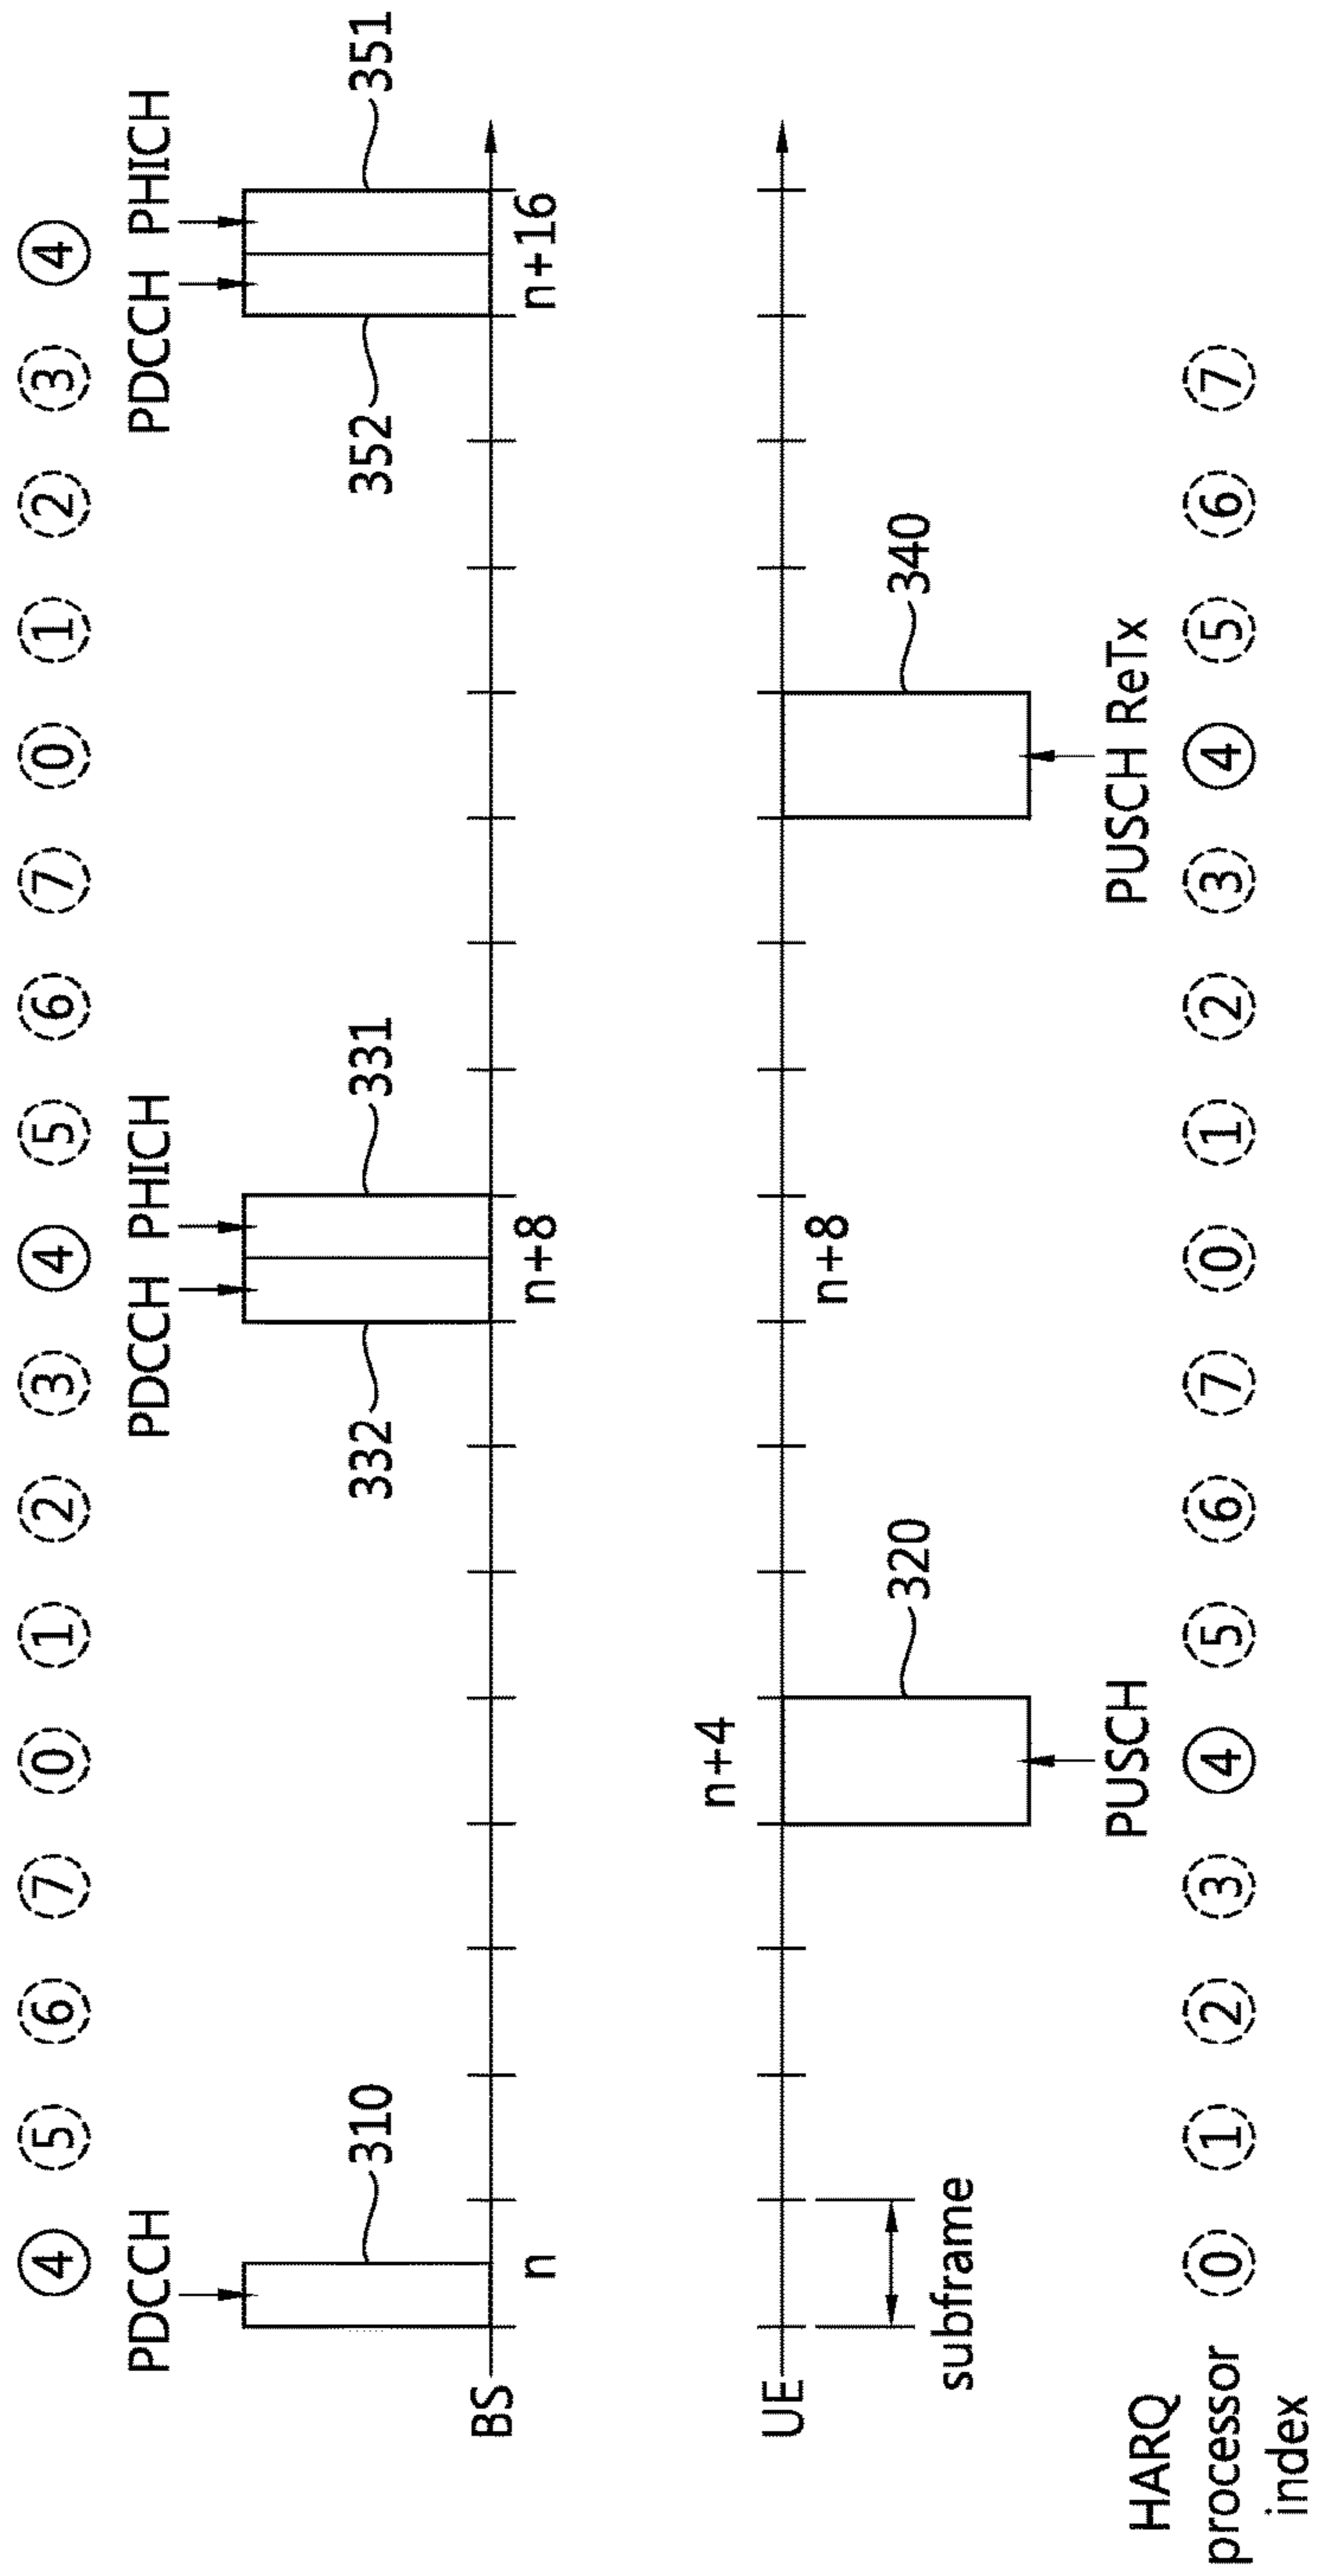 4 5 6 7 0 1 2 3 4 5 6 7 0 1 2 3 4
PDCCH PDCCH PHICH PDCCH PHICH
310 332 331 352 351
BS
n n+8 n+16
n+4 n+8
UE
320 340
subframe
PUSCH PUSCH ReTx
HARQ
processor
index
0 1 2 3 4 5 6 7 0 1 2 3 4 5 6 7